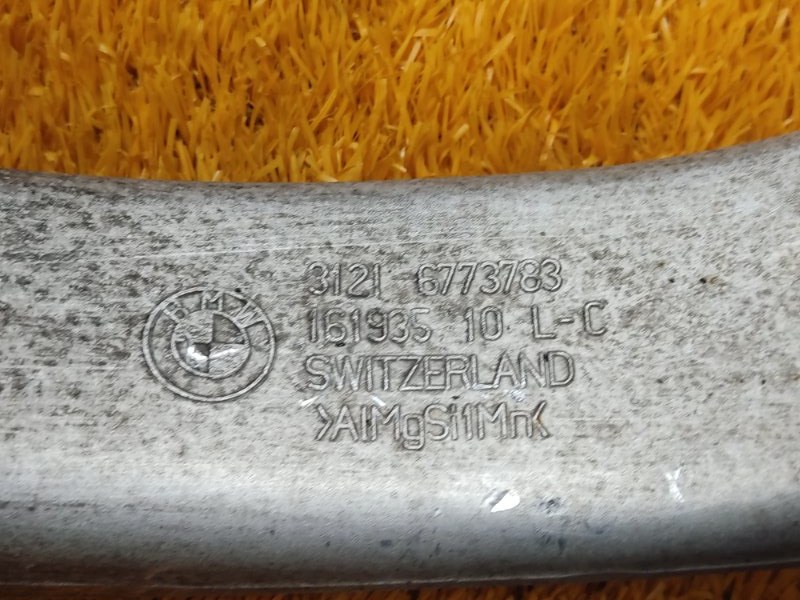 BMW
3121 6773783
161935 10 L-C
SWITZERLAND
>AlMgSi1Mn<